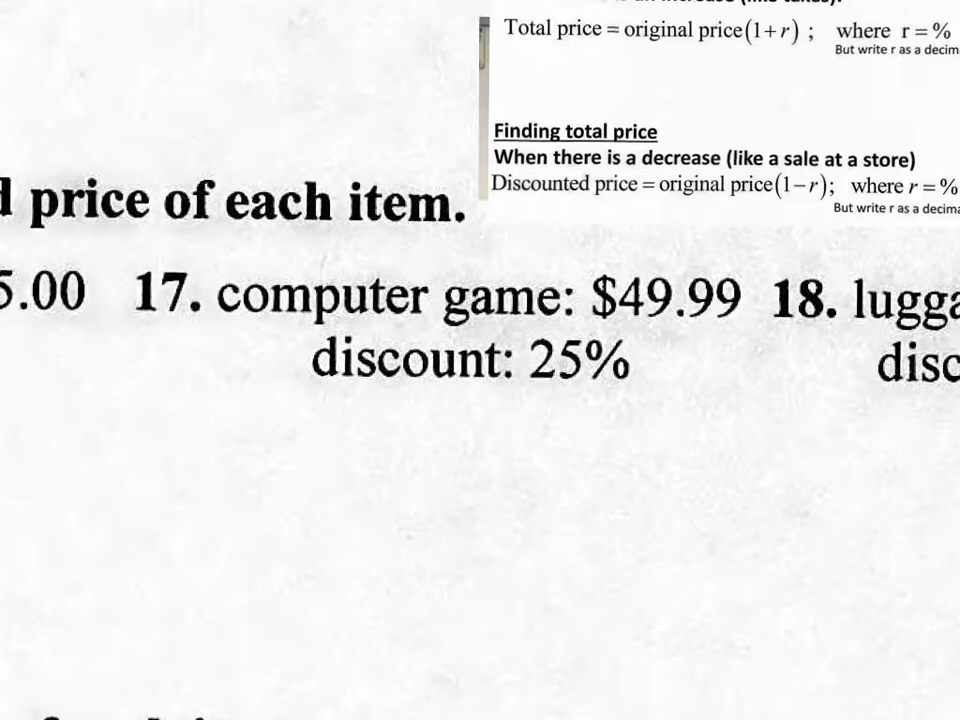 Total price = original price(1+r) ; where r = %
But write r as a decim
Finding total price
When there is a decrease (like a sale at a store)
Discounted price = original price(1−r); where r = %
But write r as a decima
d price of each item.
5.00 17. computer game: $49.99 18. lugga
discount: 25% disc